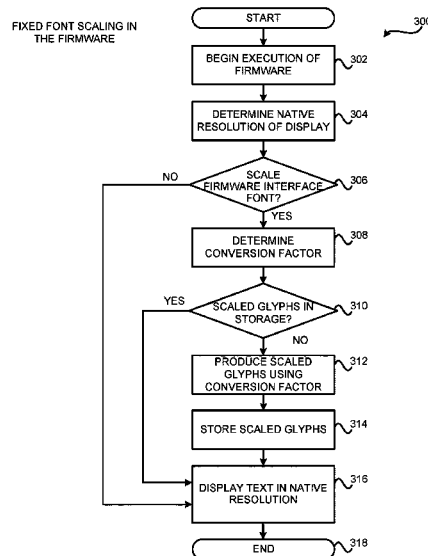 FIXED FONT SCALING IN
THE FIRMWARE
300
START
BEGIN EXECUTION OF
FIRMWARE
302
DETERMINE NATIVE
RESOLUTION OF DISPLAY
304
SCALE
FIRMWARE INTERFACE
FONT?
306
NO
YES
DETERMINE
CONVERSION FACTOR
308
SCALED GLYPHS IN
STORAGE?
310
YES
NO
PRODUCE SCALED
GLYPHS USING
CONVERSION FACTOR
312
STORE SCALED GLYPHS
314
DISPLAY TEXT IN NATIVE
RESOLUTION
316
END
318